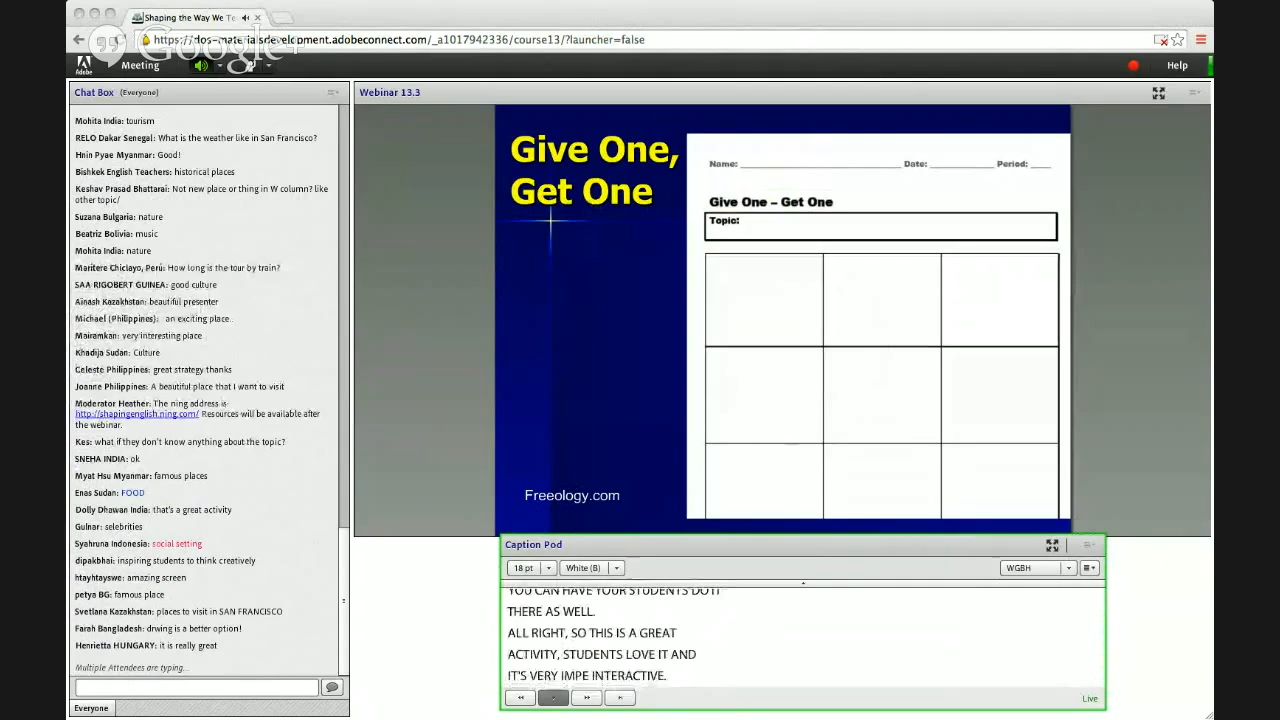 Shaping the Way We Te
Google+
https://dos-materialsdevelopment.adobeconnect.com/_a1017942336/course13/?launcher=false
Adobe
Meeting
Help
Chat Box (Everyone)
Mohita India: tourism
RELO Dakar Senegal: What is the weather like in San Francisco?
Hnin Pyae Myanmar: Good!
Bishkek English Teachers: historical places
Keshav Prasad Bhattarai: Not new place or thing in W column? like
other topic/
Suzana Bulgaria: nature
Beatriz Bolivia: music
Mohita India: nature
Maritere Chiclayo, Perú: How long is the tour by train?
SAA RIGOBERT GUINEA: good culture
Ainash Kazakhstan: beautiful presenter
Michael (Philippines): an exciting place..
Mairamkan: very interesting place
Khadija Sudan: Culture
Celeste Philippines: great strategy thanks
Joanne Philippines: A beautiful place that I want to visit
Moderator Heather: The ning address is
http://shapingenglish.ning.com/ Resources will be available after
the webinar.
Kes: what if they don't know anything about the topic?
SNEHA INDIA: ok
Myat Hsu Myanmar: famous places
Enas Sudan: FOOD
Dolly Dhawan India: that's a great activity
Gulnar: selebrities
Syahruna Indonesia: social setting
dipakbhai: inspiring students to think creatively
htayhtayswe: amazing screen
petya BG: famous place
Svetlana Kazakhstan: places to visit in SAN FRANCISCO
Farah Bangladesh: drwing is a better option!
Henrietta HUNGARY: it is really great
Multiple Attendees are typing...
Everyone
Webinar 13.3
Give One,
Get One
Freeology.com
Name: Date: Period:
Give One – Get One
Topic:
Caption Pod
18 pt White (B) WGBH
YOU CAN HAVE YOUR STUDENTS DO IT
THERE AS WELL.
ALL RIGHT, SO THIS IS A GREAT
ACTIVITY, STUDENTS LOVE IT AND
IT'S VERY IMPE INTERACTIVE.
Live